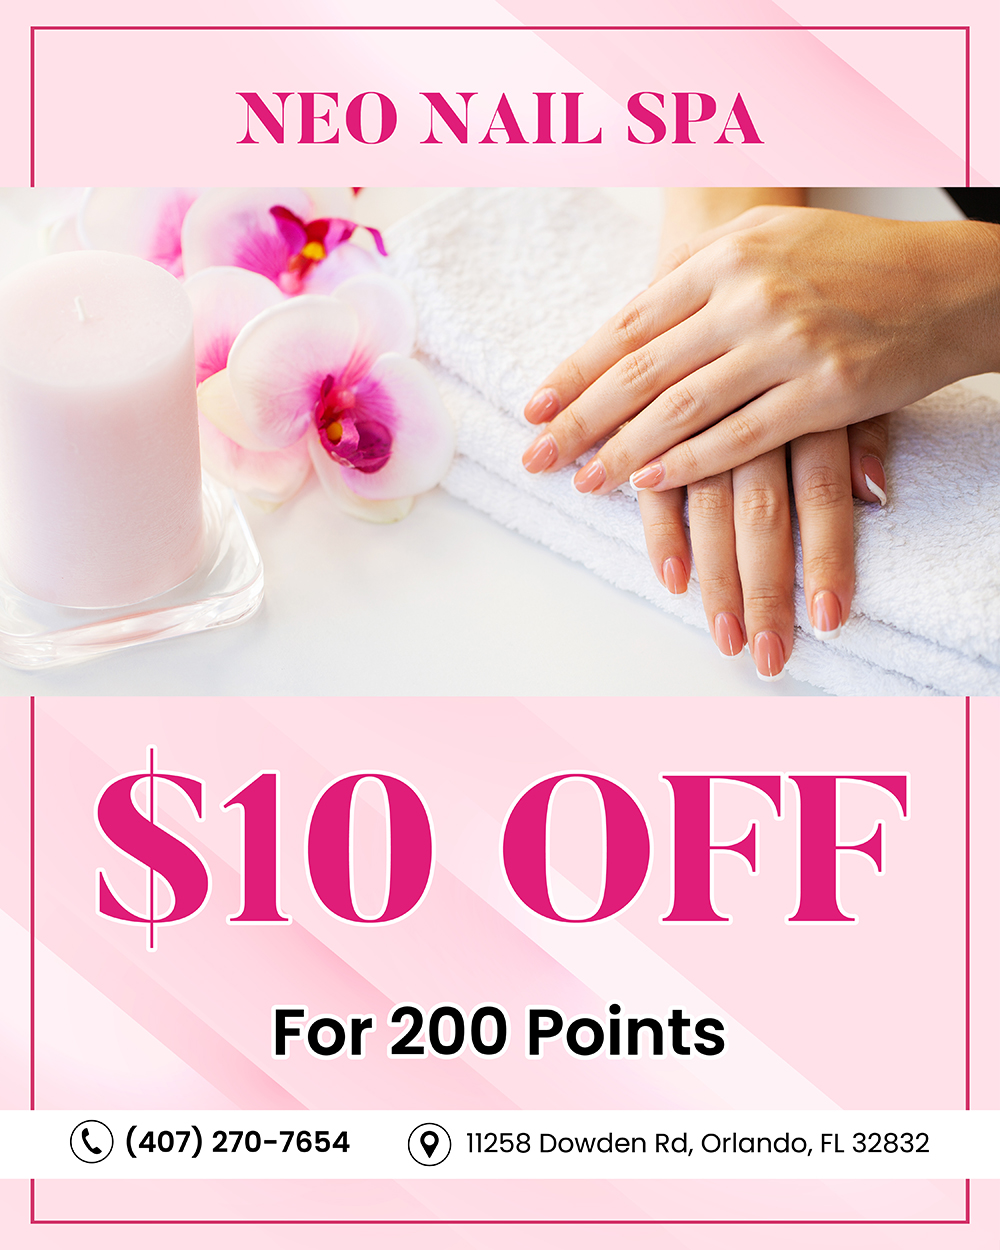 NEO NAIL SPA
$10 OFF
For 200 Points
(407) 270-7654
11258 Dowden Rd, Orlando, FL 32832